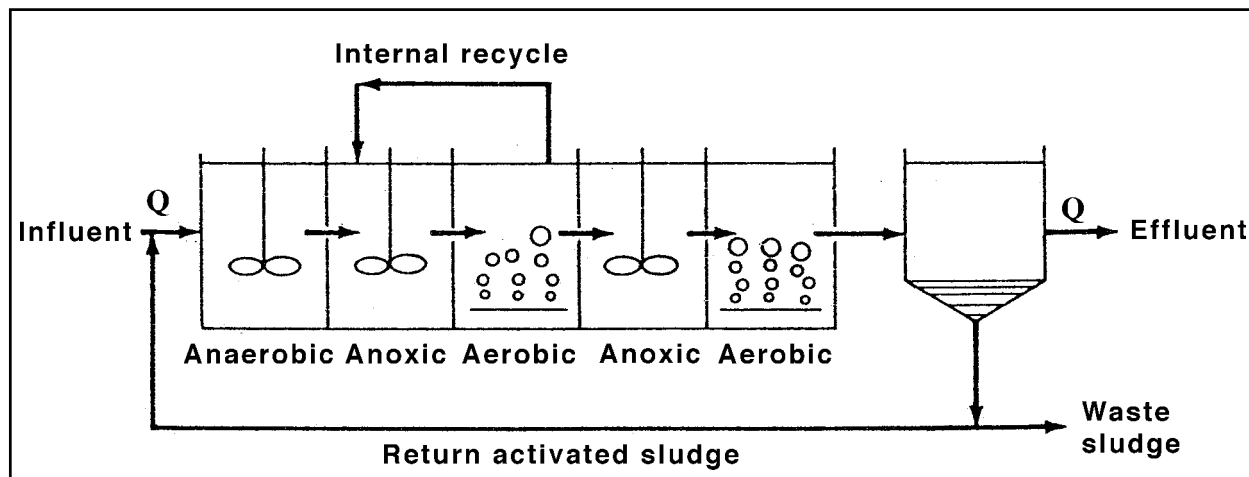 Internal recycle
Q
Influent
Q
Effluent
Anaerobic Anoxic Aerobic Anoxic Aerobic
Waste
sludge
Return activated sludge